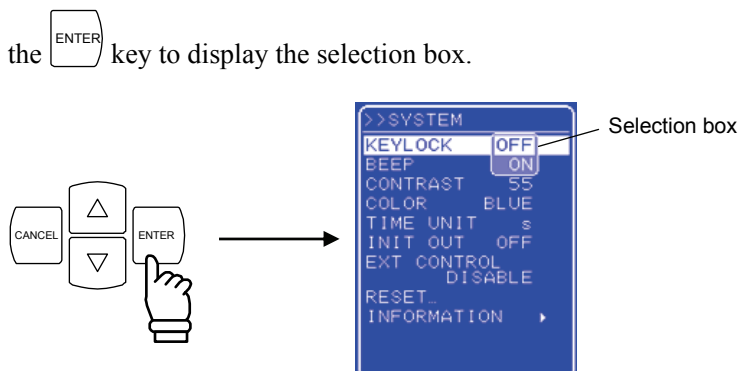 the ENTER key to display the selection box.
CANCEL
ENTER
>>SYSTEM
KEYLOCK OFF
BEEP ON
CONTRAST 55
COLOR BLUE
TIME UNIT s
INIT OUT OFF
EXT CONTROL
DISABLE
RESET…
INFORMATION
Selection box